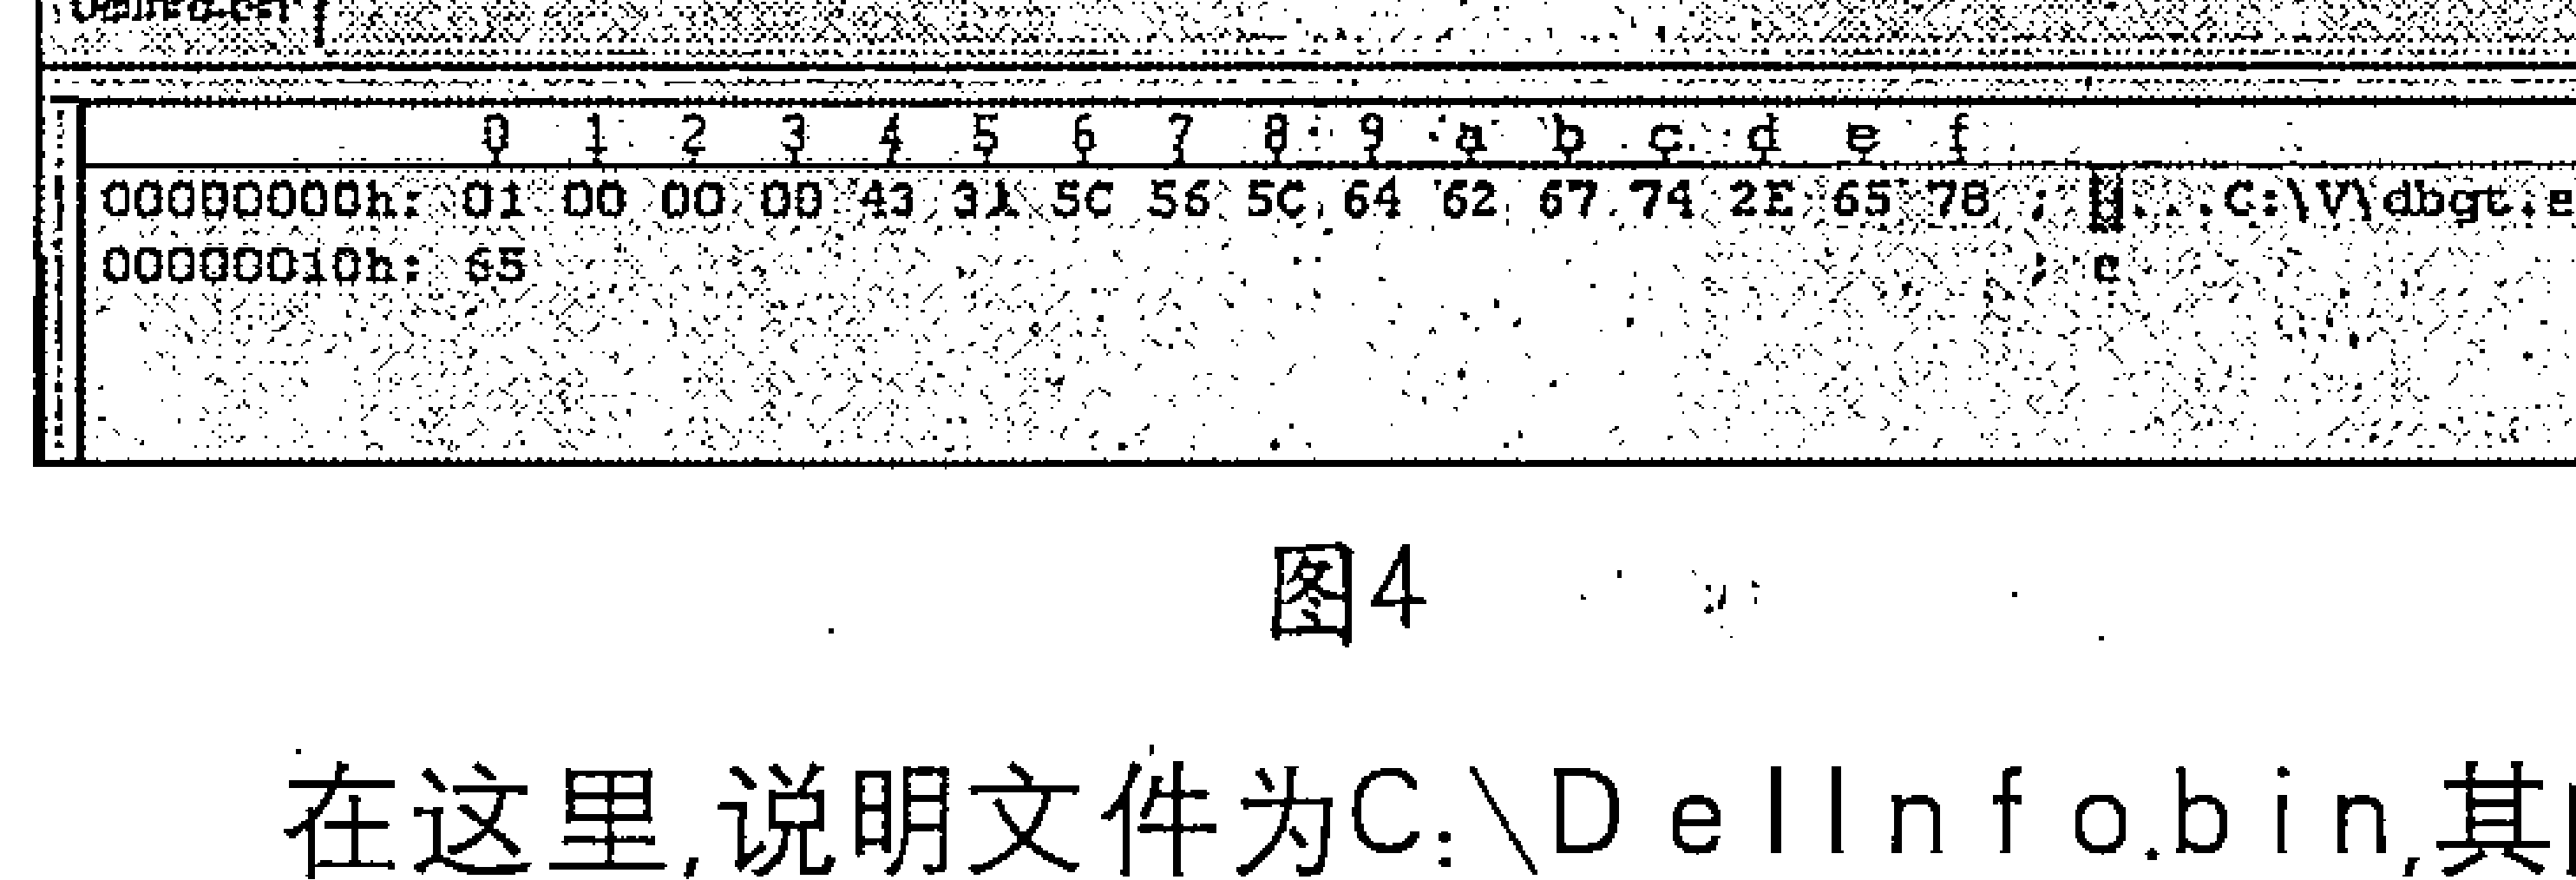 0 1 2 3 4 5 6 7 8 9 a b c d e f
00000000h: 01 00 00 00 43 3A 5C 56 5C 64 62 67 74 2E 65 78 ; ...C:\V\dbgt.e
00000010h: 65 ; e
图4
在这里,说明文件为C:\DelInfo.bin,其